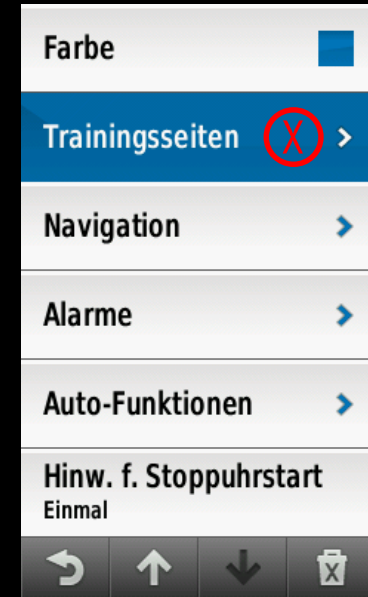 Farbe
Trainingsseiten X
Navigation
Alarme
Auto-Funktionen
Hinw. f. Stoppuhrstart
Einmal